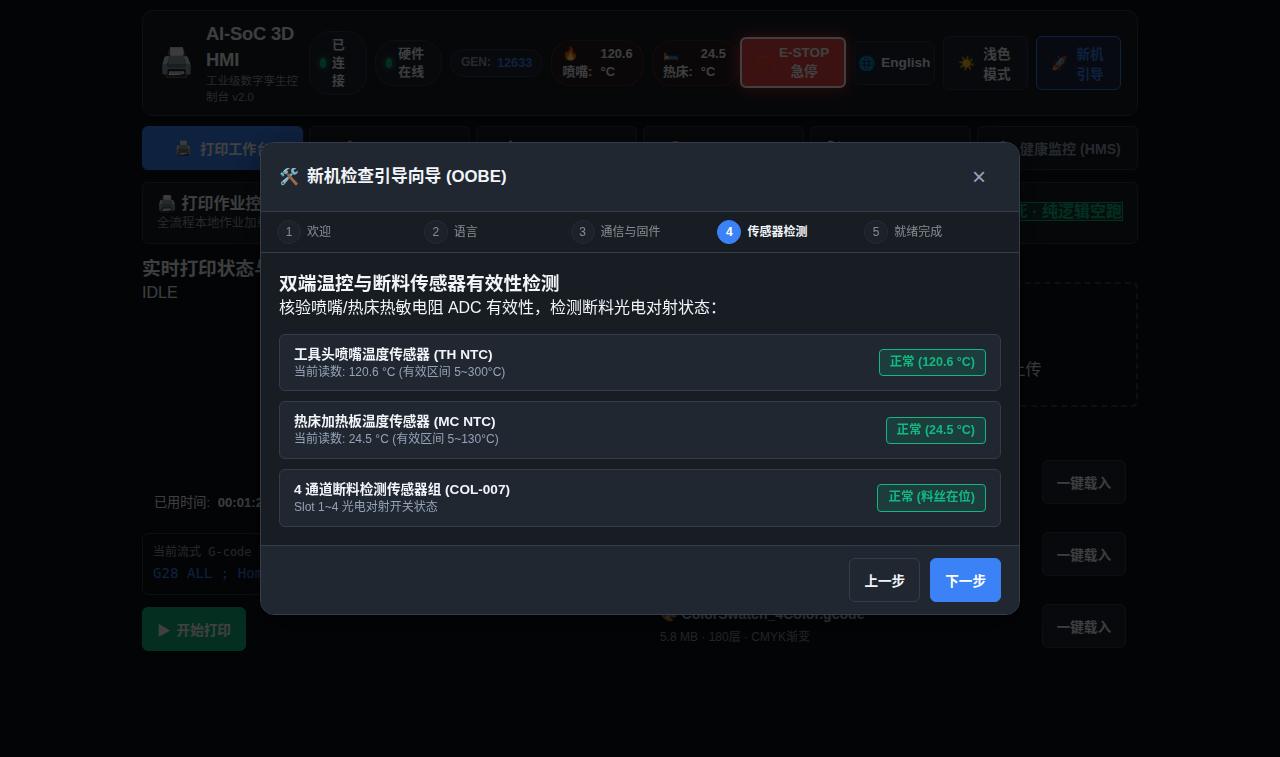 AI-SoC 3D
HMI
工业级数字孪生控
制台 v2.0
已
连
接
硬件
在线
GEN: 12633
🔥 120.6
喷嘴: °C
🛏️ 24.5
热床: °C
E-STOP
急停
🌐 English
☀️ 浅色
模式
🚀 新机
引导
🖨️ 打印工作台
健康监控 (HMS)
🖨️ 打印作业控
全流程本地作业加
· 纯逻辑空跑
实时打印状态与
IDLE
上传
🛠️ 新机检查引导向导 (OOBE)
✕
1 欢迎
2 语言
3 通信与固件
4 传感器检测
5 就绪完成
双端温控与断料传感器有效性检测
核验喷嘴/热床热敏电阻 ADC 有效性，检测断料光电对射状态：
工具头喷嘴温度传感器 (TH NTC)
当前读数: 120.6 °C (有效区间 5~300°C)
正常 (120.6 °C)
热床加热板温度传感器 (MC NTC)
当前读数: 24.5 °C (有效区间 5~130°C)
正常 (24.5 °C)
4 通道断料检测传感器组 (COL-007)
Slot 1~4 光电对射开关状态
正常 (料丝在位)
上一步
下一步
已用时间: 00:01:2
当前流式 G-code
G28 ALL ; Hom
▶ 开始打印
一键载入
一键载入
ColorSwatch_4Color.gcode
5.8 MB · 180层 · CMYK渐变
一键载入